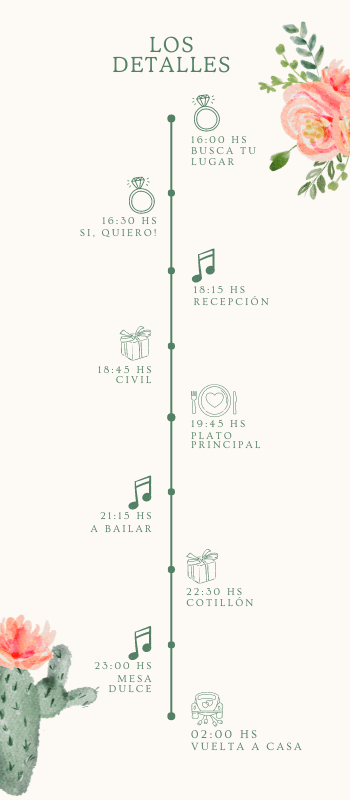 LOS
DETALLES
16:00 HS
BUSCA TU
LUGAR
16:30 HS
SI, QUIERO!
18:15 HS
RECEPCIÓN
18:45 HS
CIVIL
19:45 HS
PLATO
PRINCIPAL
21:15 HS
A BAILAR
22:30 HS
COTILLÓN
23:00 HS
MESA
DULCE
02:00 HS
VUELTA A CASA